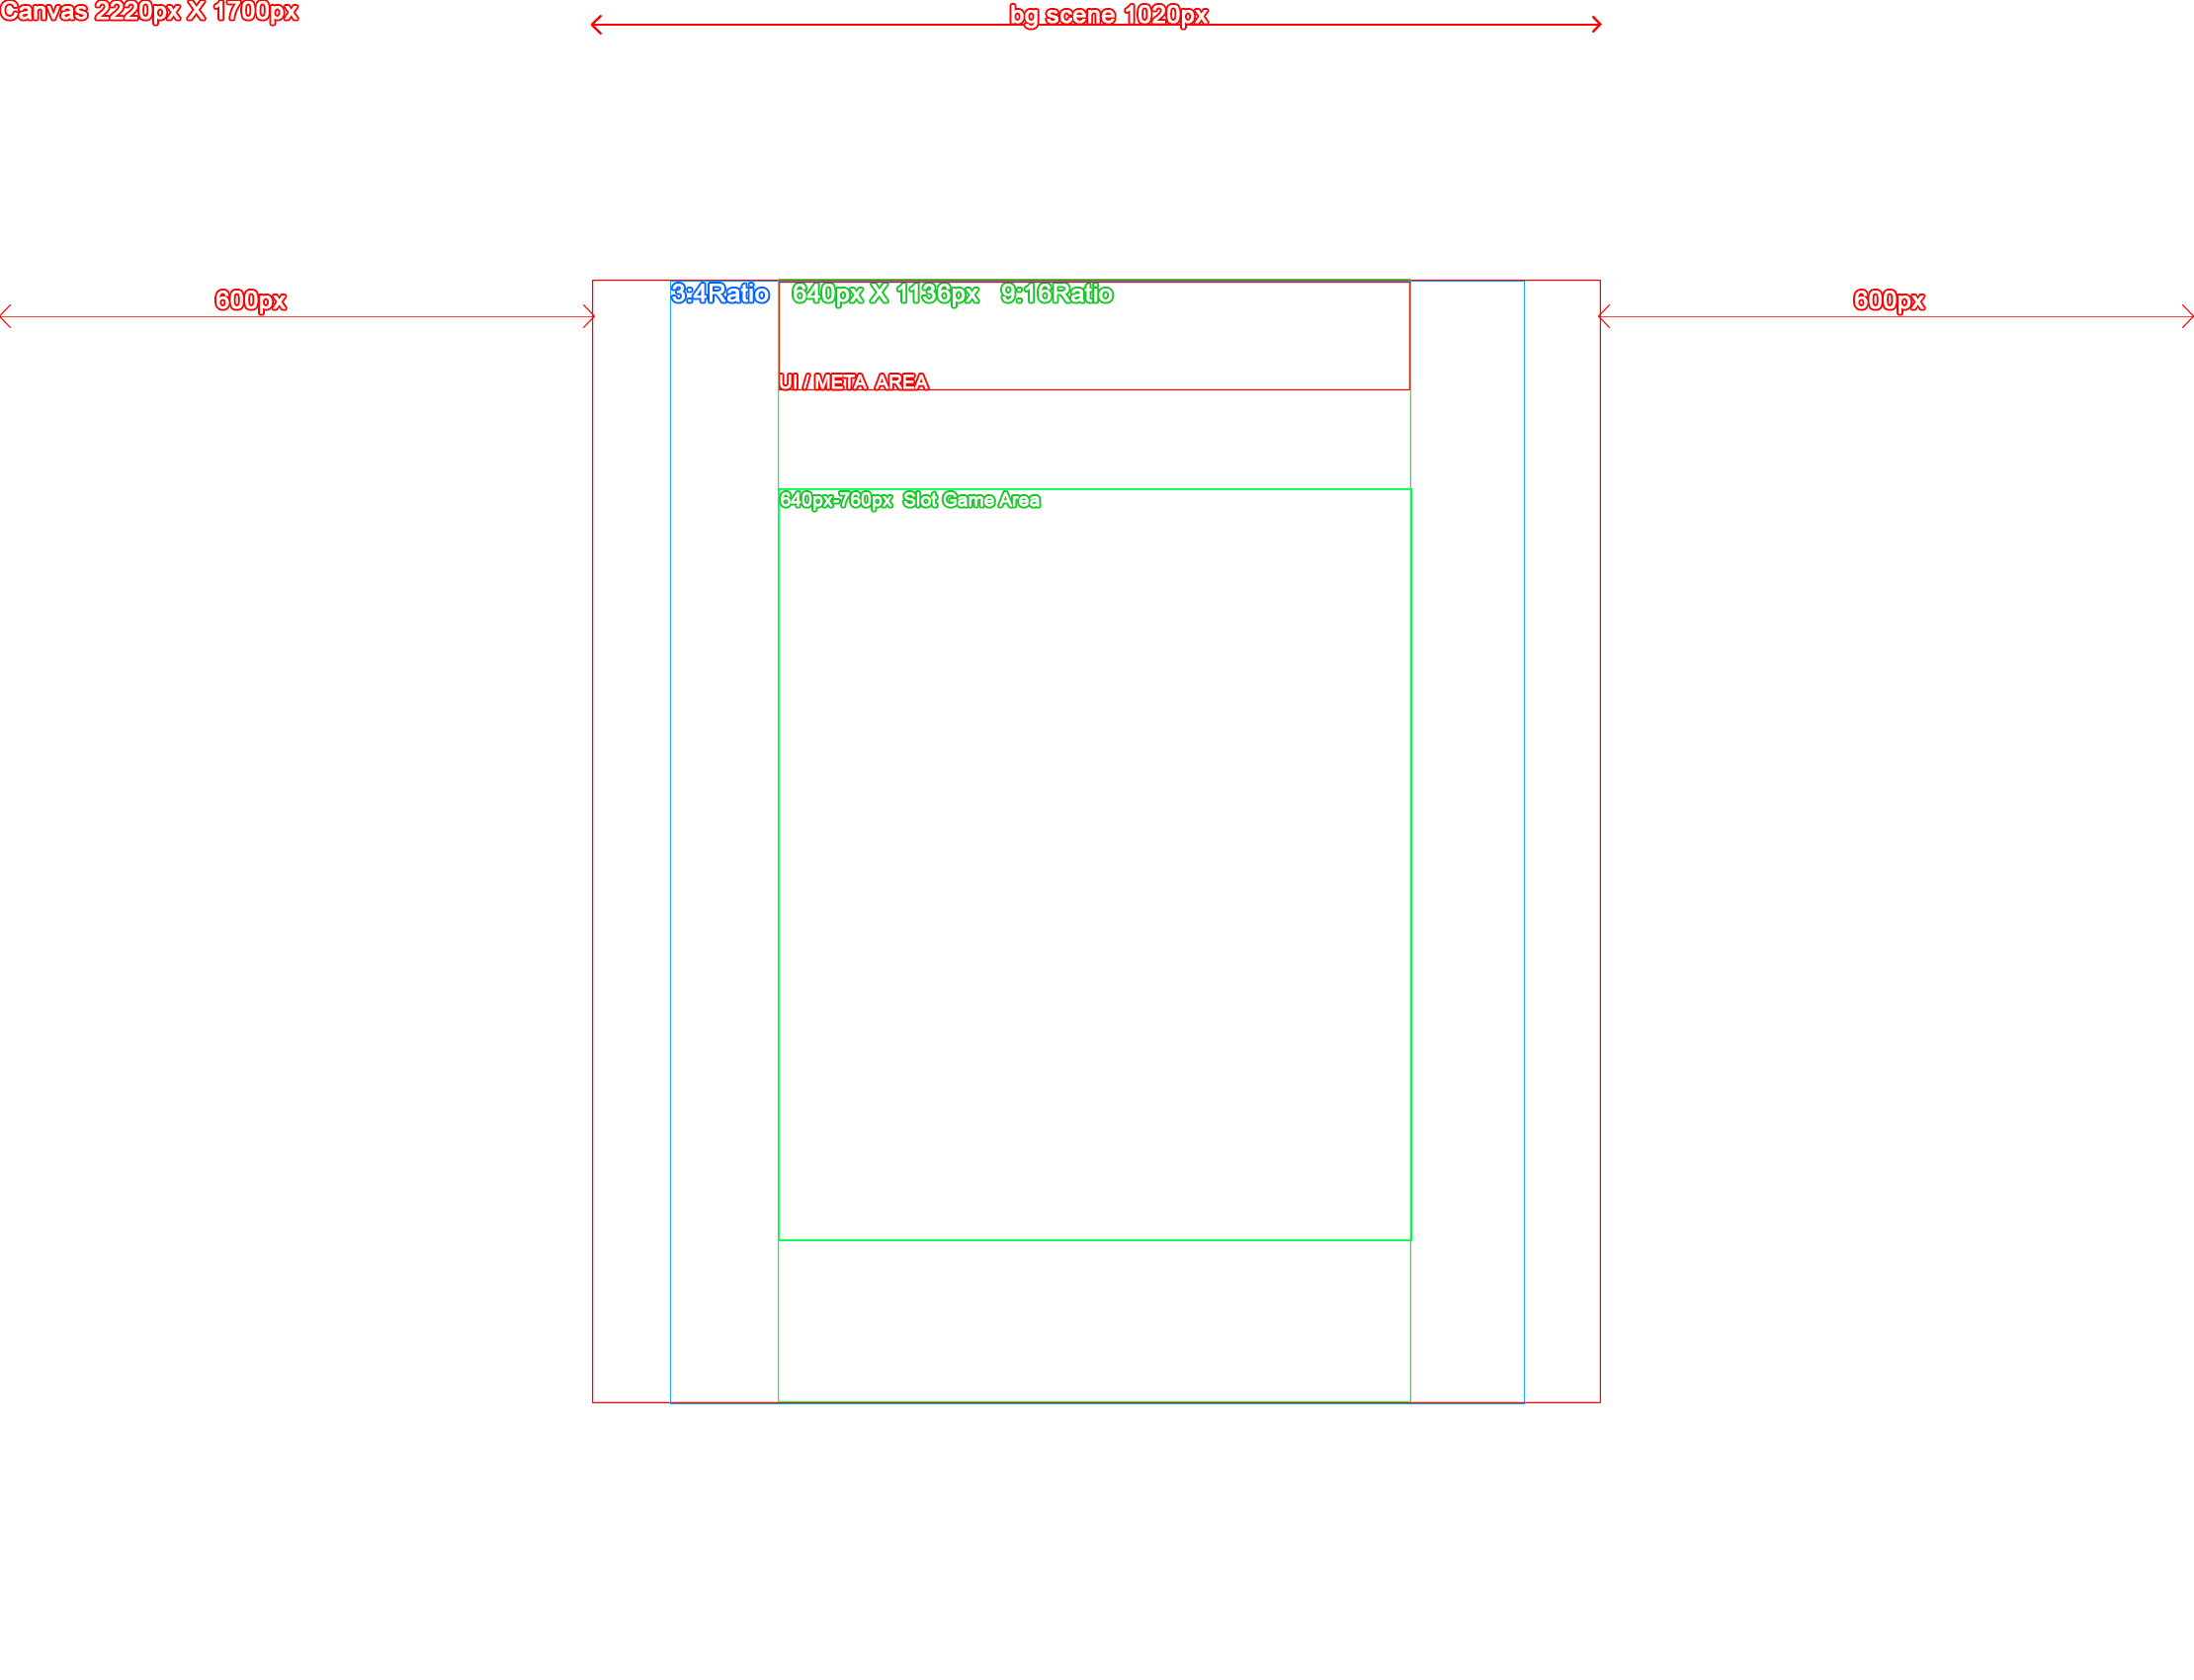 Canvas 2220px X 1700px
bg scene 1020px
600px
600px
3:4Ratio
640px X 1136px 9:16Ratio
UI / META AREA
640px-760px Slot Game Area